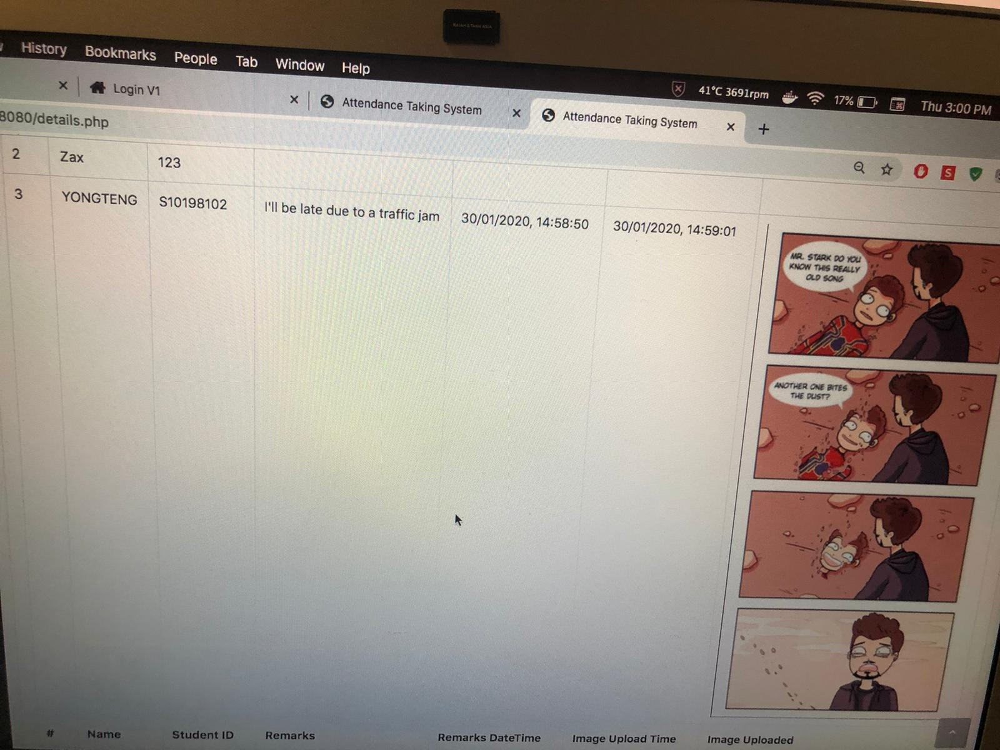 RAJAH & TANN ASIA
History Bookmarks People Tab Window Help
41°C 3691rpm 17% Thu 3:00 PM
Login V1
Attendance Taking System
Attendance Taking System
8080/details.php
2 Zax 123
3 YONGTENG S10198102 I'll be late due to a traffic jam 30/01/2020, 14:58:50 30/01/2020, 14:59:01
MR. STARK DO YOU
KNOW THIS REALLY
OLD SONG
ANOTHER ONE BITES
THE DUST?
# Name Student ID Remarks Remarks DateTime Image Upload Time Image Uploaded